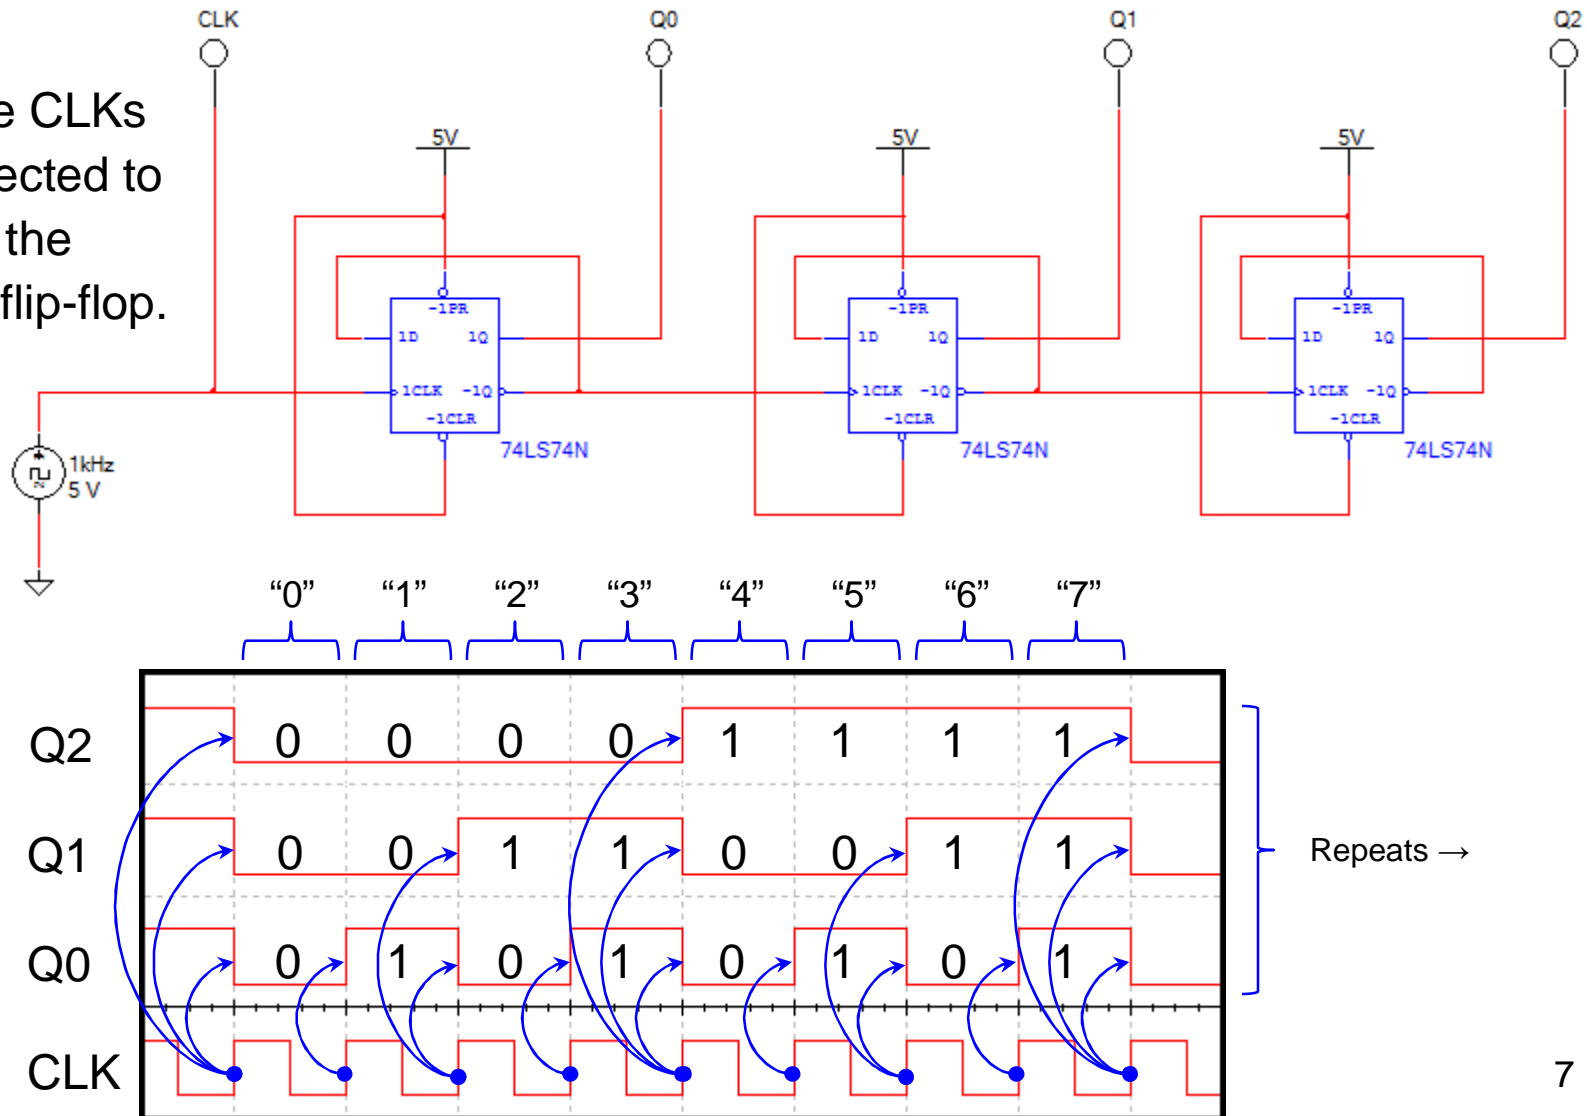 CLK
Q0
Q1
Q2
e CLKs
ected to
the
flip-flop.
5V
5V
5V
-1PR
1D 1Q
1CLK -1Q
-1CLR
74LS74N
-1PR
1D 1Q
1CLK -1Q
-1CLR
74LS74N
-1PR
1D 1Q
1CLK -1Q
-1CLR
74LS74N
1kHz
5 V
“0” “1” “2” “3” “4” “5” “6” “7”
Q2 0 0 0 0 1 1 1 1
Q1 0 0 1 1 0 0 1 1
Repeats →
Q0 0 1 0 1 0 1 0 1
CLK
7